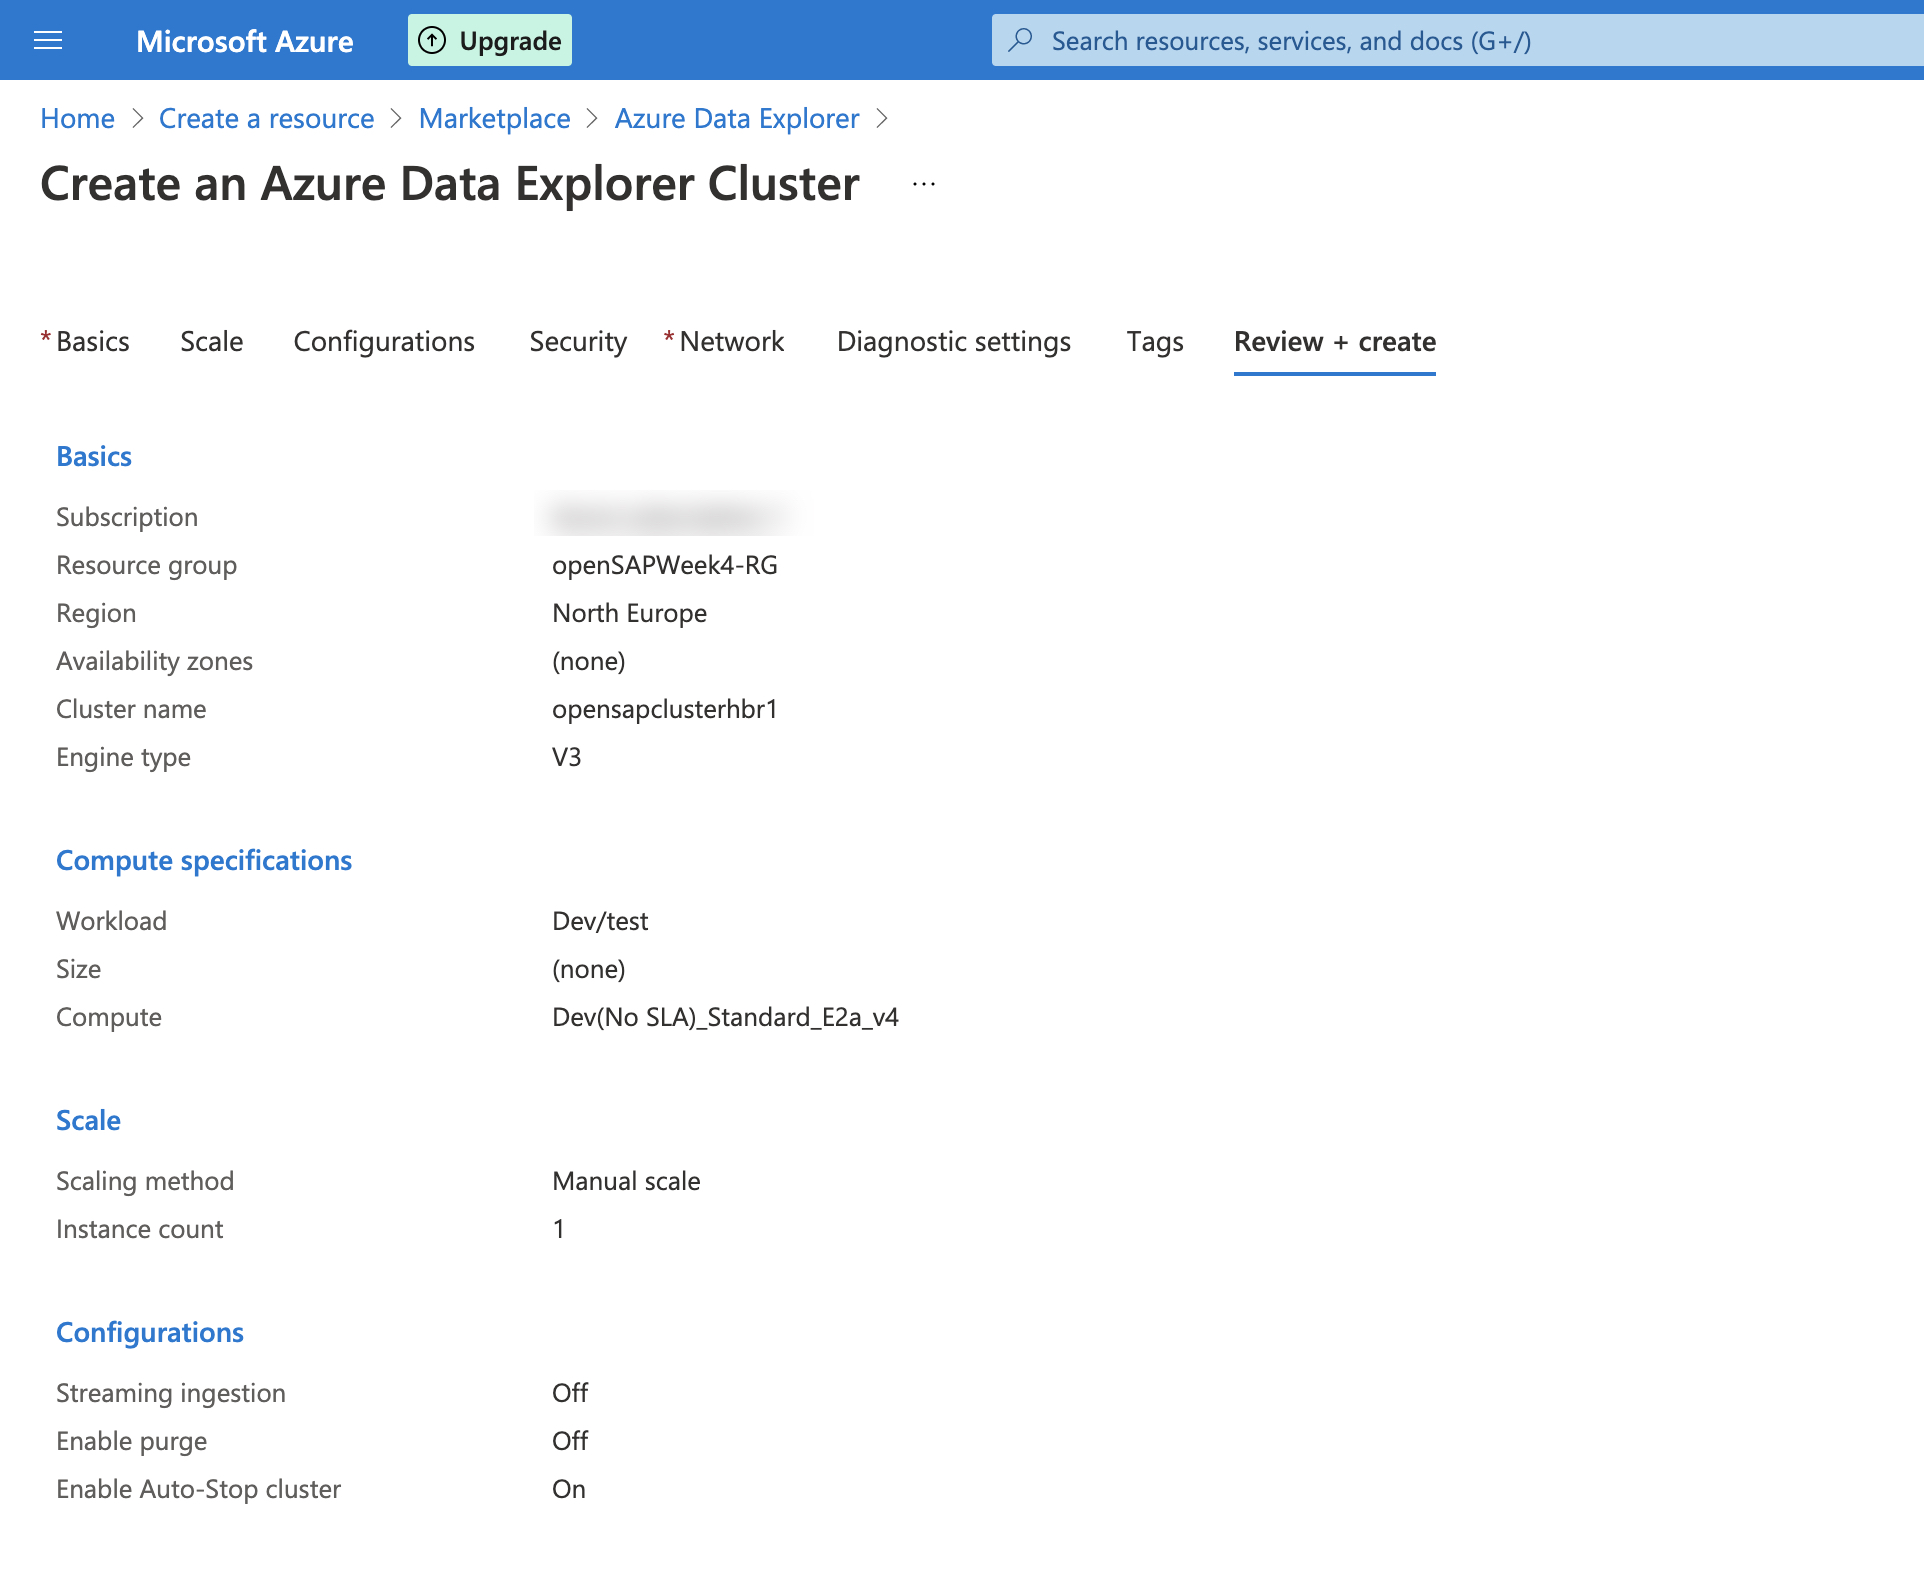 Microsoft Azure Upgrade Search resources, services, and docs (G+/)
Home > Create a resource > Marketplace > Azure Data Explorer >
Create an Azure Data Explorer Cluster ...
* Basics Scale Configurations Security * Network Diagnostic settings Tags Review + create
Basics
Subscription
Resource group openSAPWeek4-RG
Region North Europe
Availability zones (none)
Cluster name opensapclusterhbr1
Engine type V3
Compute specifications
Workload Dev/test
Size (none)
Compute Dev(No SLA)_Standard_E2a_v4
Scale
Scaling method Manual scale
Instance count 1
Configurations
Streaming ingestion Off
Enable purge Off
Enable Auto-Stop cluster On